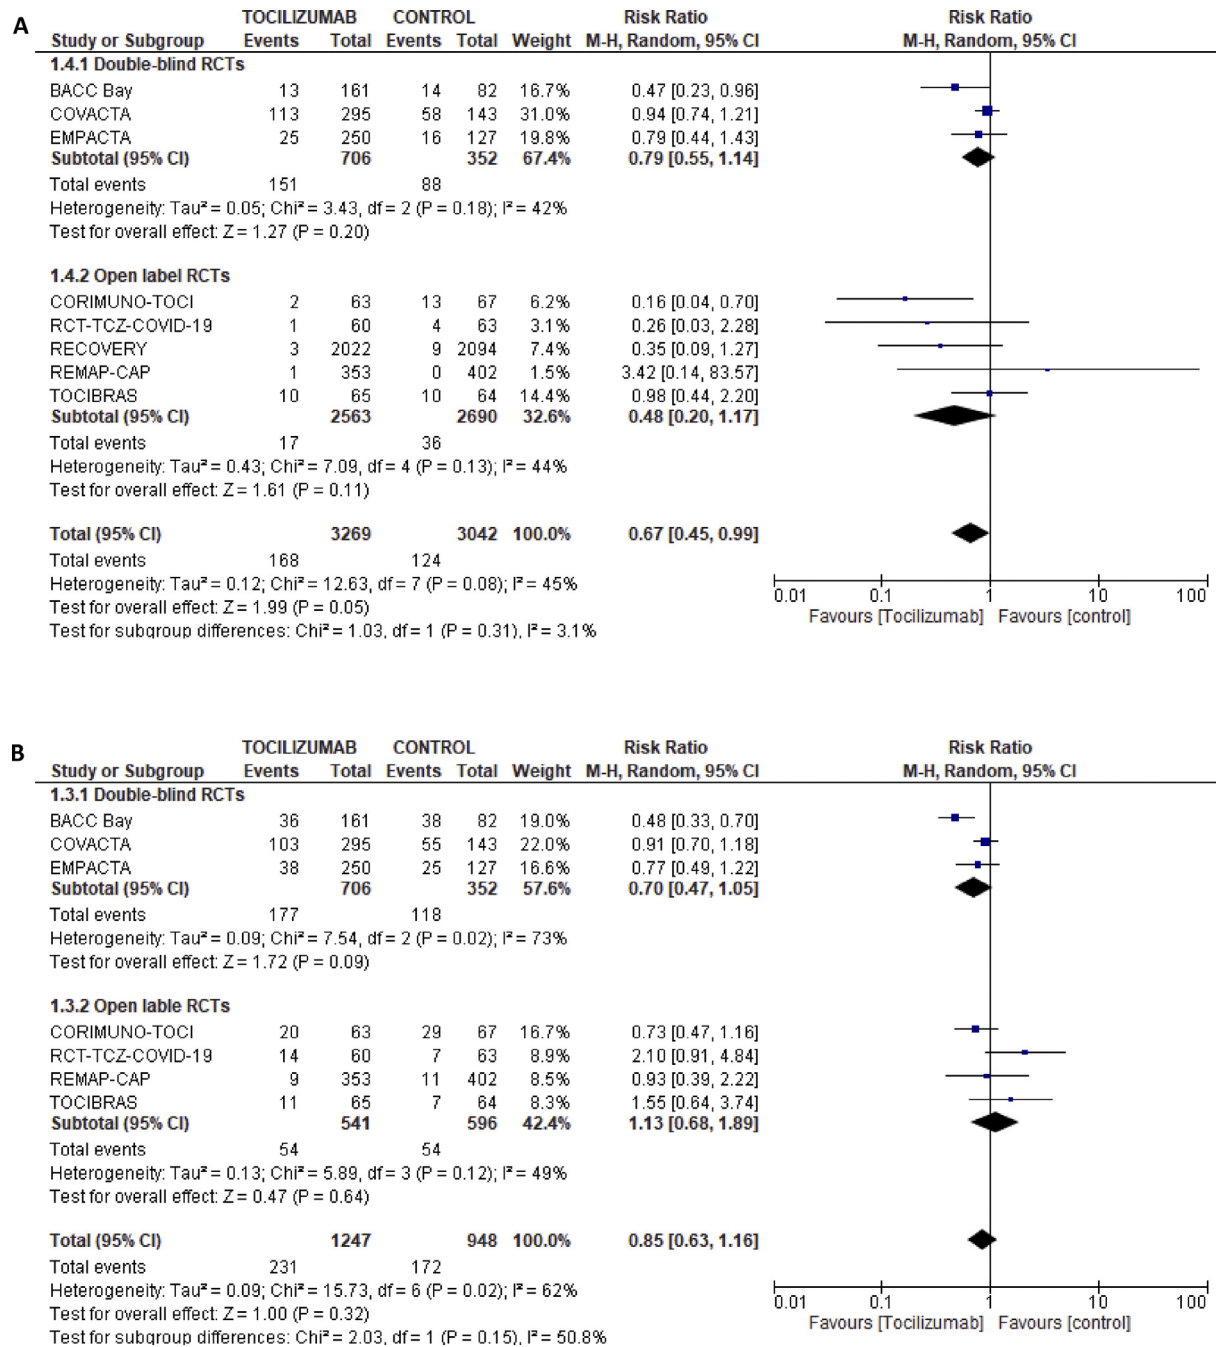 A
TOCILIZUMAB CONTROL Risk Ratio Risk Ratio
Study or Subgroup Events Total Events Total Weight M-H, Random, 95% CI M-H, Random, 95% CI
1.4.1 Double-blind RCTs
BACC Bay 13 161 14 82 16.7% 0.47 [0.23, 0.96]
COVACTA 113 295 58 143 31.0% 0.94 [0.74, 1.21]
EMPACTA 25 250 16 127 19.8% 0.79 [0.44, 1.43]
Subtotal (95% CI) 706 352 67.4% 0.79 [0.55, 1.14]
Total events 151 88
Heterogeneity: Tau² = 0.05; Chi² = 3.43, df = 2 (P = 0.18); I² = 42%
Test for overall effect: Z = 1.27 (P = 0.20)
1.4.2 Open label RCTs
CORIMUNO-TOCI 2 63 13 67 6.2% 0.16 [0.04, 0.70]
RCT-TCZ-COVID-19 1 60 4 63 3.1% 0.26 [0.03, 2.28]
RECOVERY 3 2022 9 2094 7.4% 0.35 [0.09, 1.27]
REMAP-CAP 1 353 0 402 1.5% 3.42 [0.14, 83.57]
TOCIBRAS 10 65 10 64 14.4% 0.98 [0.44, 2.20]
Subtotal (95% CI) 2563 2690 32.6% 0.48 [0.20, 1.17]
Total events 17 36
Heterogeneity: Tau² = 0.43; Chi² = 7.09, df = 4 (P = 0.13); I² = 44%
Test for overall effect: Z = 1.61 (P = 0.11)
Total (95% CI) 3269 3042 100.0% 0.67 [0.45, 0.99]
Total events 168 124
Heterogeneity: Tau² = 0.12; Chi² = 12.63, df = 7 (P = 0.08); I² = 45%
Test for overall effect: Z = 1.99 (P = 0.05)
Test for subgroup differences: Chi² = 1.03, df = 1 (P = 0.31), I² = 3.1%
0.01 0.1 1 10 100
Favours [Tocilizumab] Favours [control]
B
TOCILIZUMAB CONTROL Risk Ratio Risk Ratio
Study or Subgroup Events Total Events Total Weight M-H, Random, 95% CI M-H, Random, 95% CI
1.3.1 Double-blind RCTs
BACC Bay 36 161 38 82 19.0% 0.48 [0.33, 0.70]
COVACTA 103 295 55 143 22.0% 0.91 [0.70, 1.18]
EMPACTA 38 250 25 127 16.6% 0.77 [0.49, 1.22]
Subtotal (95% CI) 706 352 57.6% 0.70 [0.47, 1.05]
Total events 177 118
Heterogeneity: Tau² = 0.09; Chi² = 7.54, df = 2 (P = 0.02); I² = 73%
Test for overall effect: Z = 1.72 (P = 0.09)
1.3.2 Open lable RCTs
CORIMUNO-TOCI 20 63 29 67 16.7% 0.73 [0.47, 1.16]
RCT-TCZ-COVID-19 14 60 7 63 8.9% 2.10 [0.91, 4.84]
REMAP-CAP 9 353 11 402 8.5% 0.93 [0.39, 2.22]
TOCIBRAS 11 65 7 64 8.3% 1.55 [0.64, 3.74]
Subtotal (95% CI) 541 596 42.4% 1.13 [0.68, 1.89]
Total events 54 54
Heterogeneity: Tau² = 0.13; Chi² = 5.89, df = 3 (P = 0.12); I² = 49%
Test for overall effect: Z = 0.47 (P = 0.64)
Total (95% CI) 1247 948 100.0% 0.85 [0.63, 1.16]
Total events 231 172
Heterogeneity: Tau² = 0.09; Chi² = 15.73, df = 6 (P = 0.02); I² = 62%
Test for overall effect: Z = 1.00 (P = 0.32)
Test for subgroup differences: Chi² = 2.03, df = 1 (P = 0.15), I² = 50.8%
0.01 0.1 1 10 100
Favours [Tocilizumab] Favours [control]